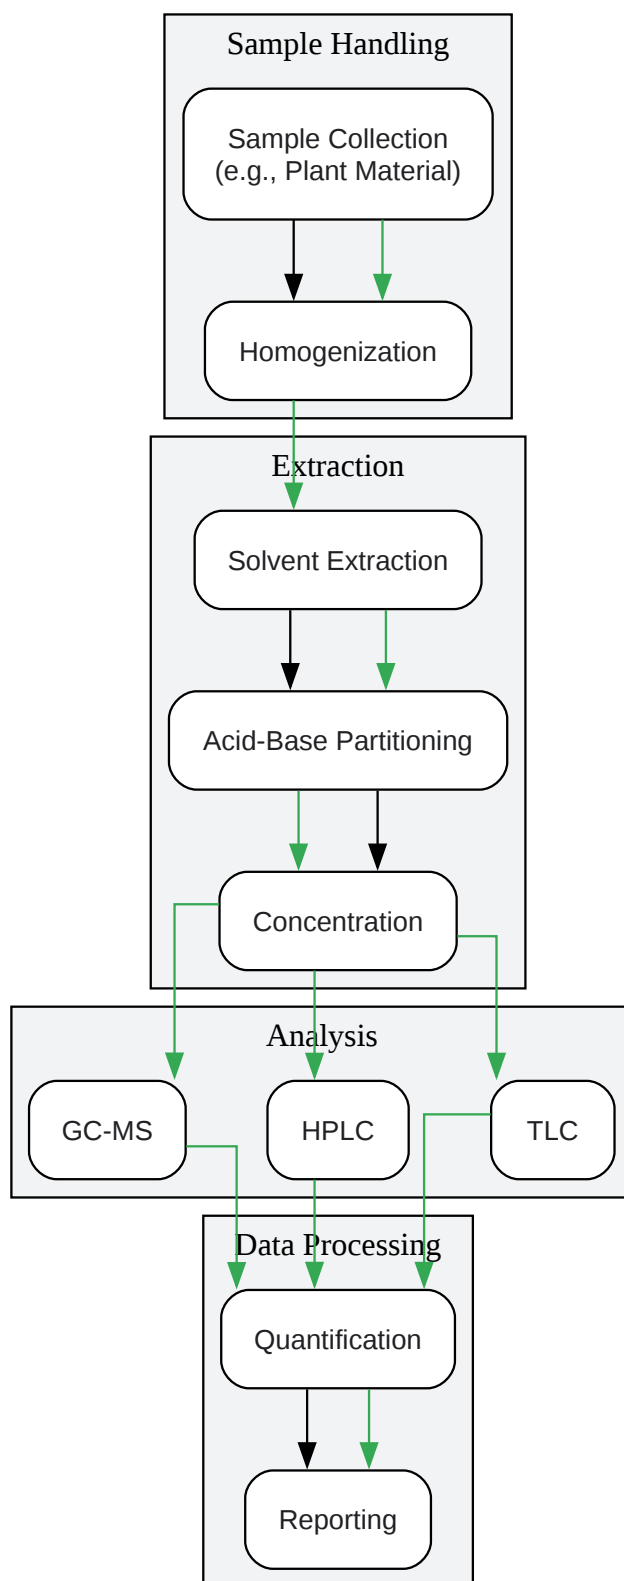 Sample Handling
Sample Collection
(e.g., Plant Material)
Homogenization
Extraction
Solvent Extraction
Acid-Base Partitioning
Concentration
Analysis
GC-MS
HPLC
TLC
Data Processing
Quantification
Reporting